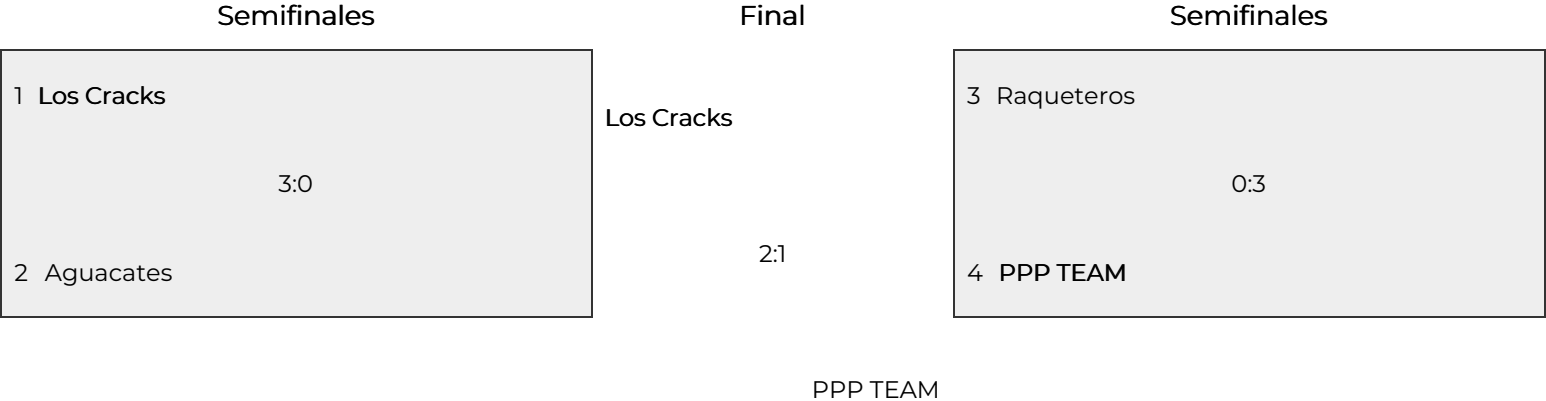 Semifinales
1 Los Cracks
3:0
2 Aguacates
Final
Los Cracks
2:1
PPP TEAM
Semifinales
3 Raqueteros
0:3
4 PPP TEAM